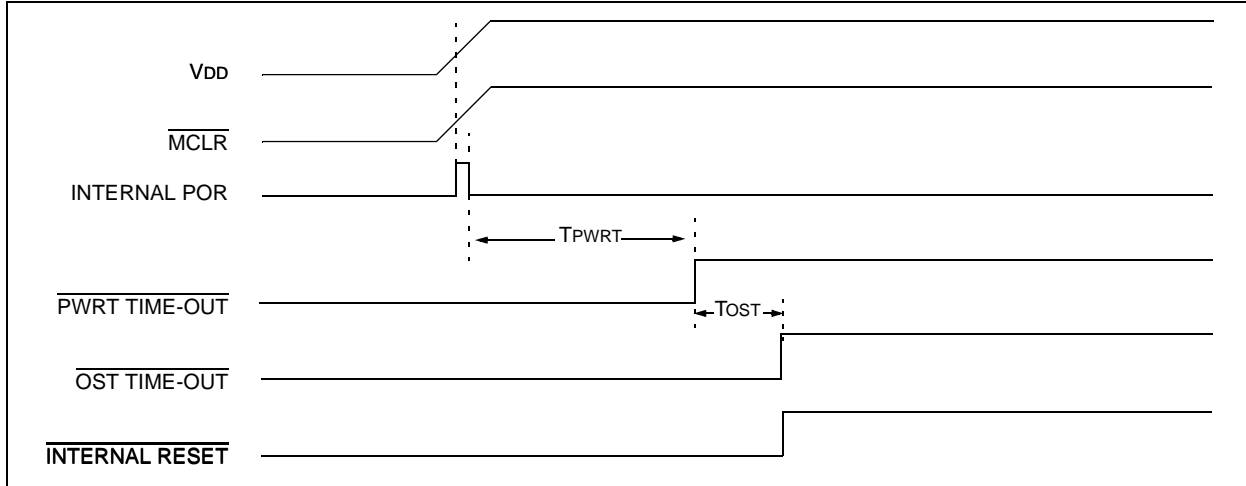 VDD
MCLR
INTERNAL POR
TPWRT
PWRT TIME-OUT
TOST
OST TIME-OUT
INTERNAL RESET